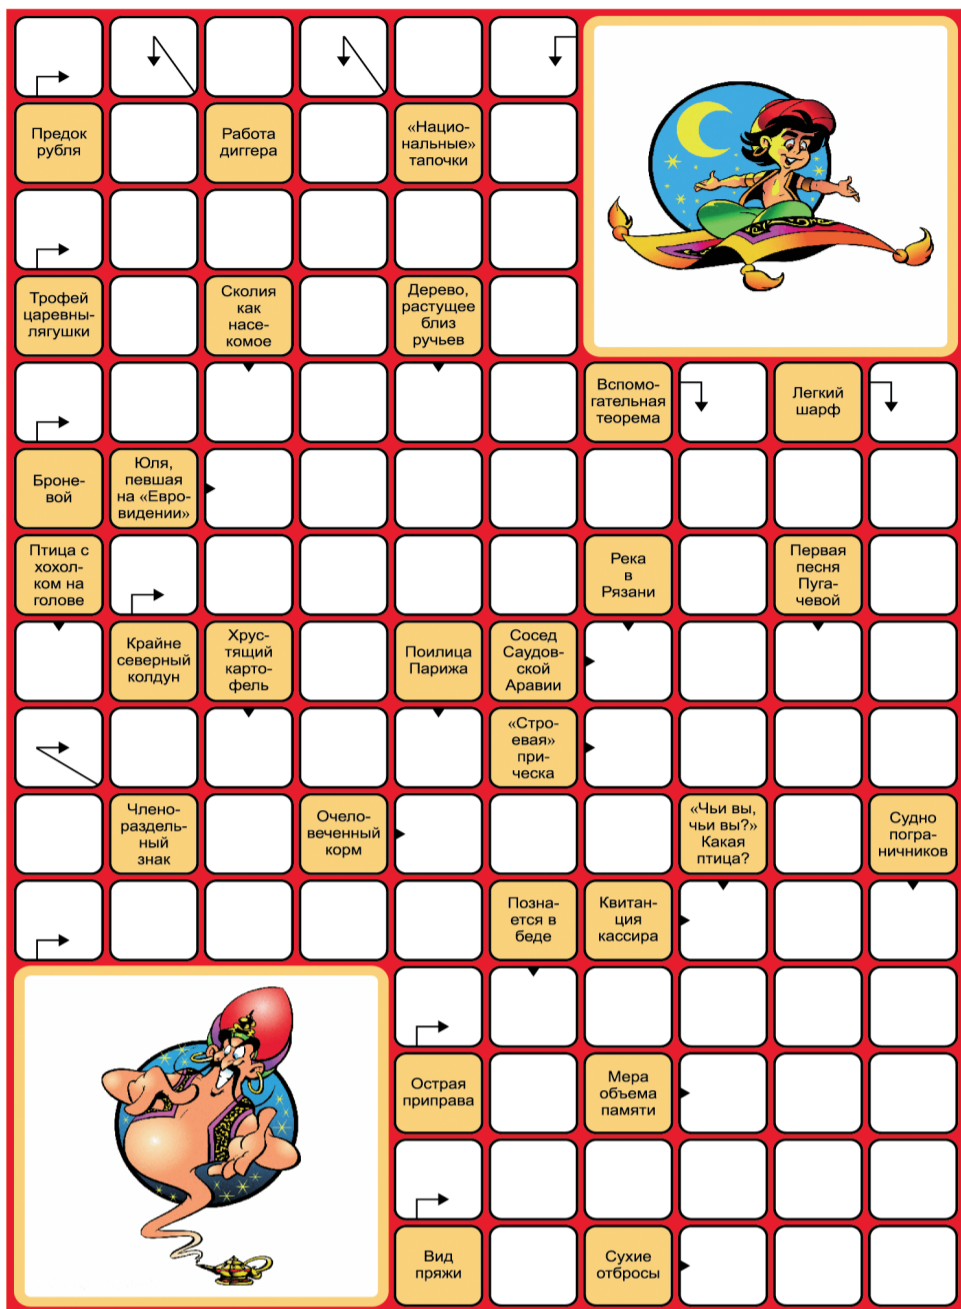 Предок
рубля
Работа
диггера
«Нацио-
нальные»
тапочки
Трофей
царевны-
лягушки
Сколия
как
насе-
комое
Дерево,
растущее
близ
ручьев
Вспомо-
гательная
теорема
Легкий
шарф
Броне-
вой
Юля,
певшая
на «Евро-
видении»
Птица с
хохол-
ком на
голове
Река
в
Рязани
Первая
песня
Пуга-
чевой
Крайне
северный
колдун
Хрус-
тящий
карто-
фель
Поилица
Парижа
Сосед
Саудов-
ской
Аравии
«Стро-
евая»
при-
ческа
Члено-
раздель-
ный
знак
Очело-
веченный
корм
«Чьи вы,
чьи вы?»
Какая
птица?
Судно
погра-
ничников
Позна-
ется в
беде
Квитан-
ция
кассира
Острая
приправа
Мера
объема
памяти
Вид
пряжи
Сухие
отбросы